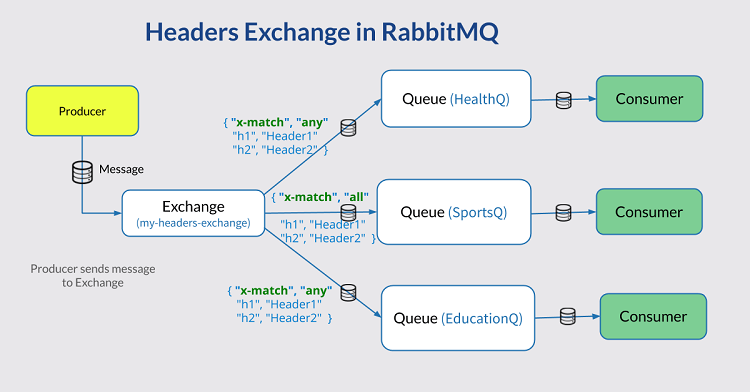 Headers Exchange in RabbitMQ
Producer
Message
Exchange
(my-headers-exchange)
Producer sends message
to Exchange
{ "x-match", "any"
"h1", "Header1"
"h2", "Header2" }
Queue (HealthQ)
Consumer
{ "x-match", "all"
"h1", "Header1"
"h2", "Header2" }
Queue (SportsQ)
Consumer
{ "x-match", "any"
"h1", "Header1"
"h2", "Header2" }
Queue (EducationQ)
Consumer